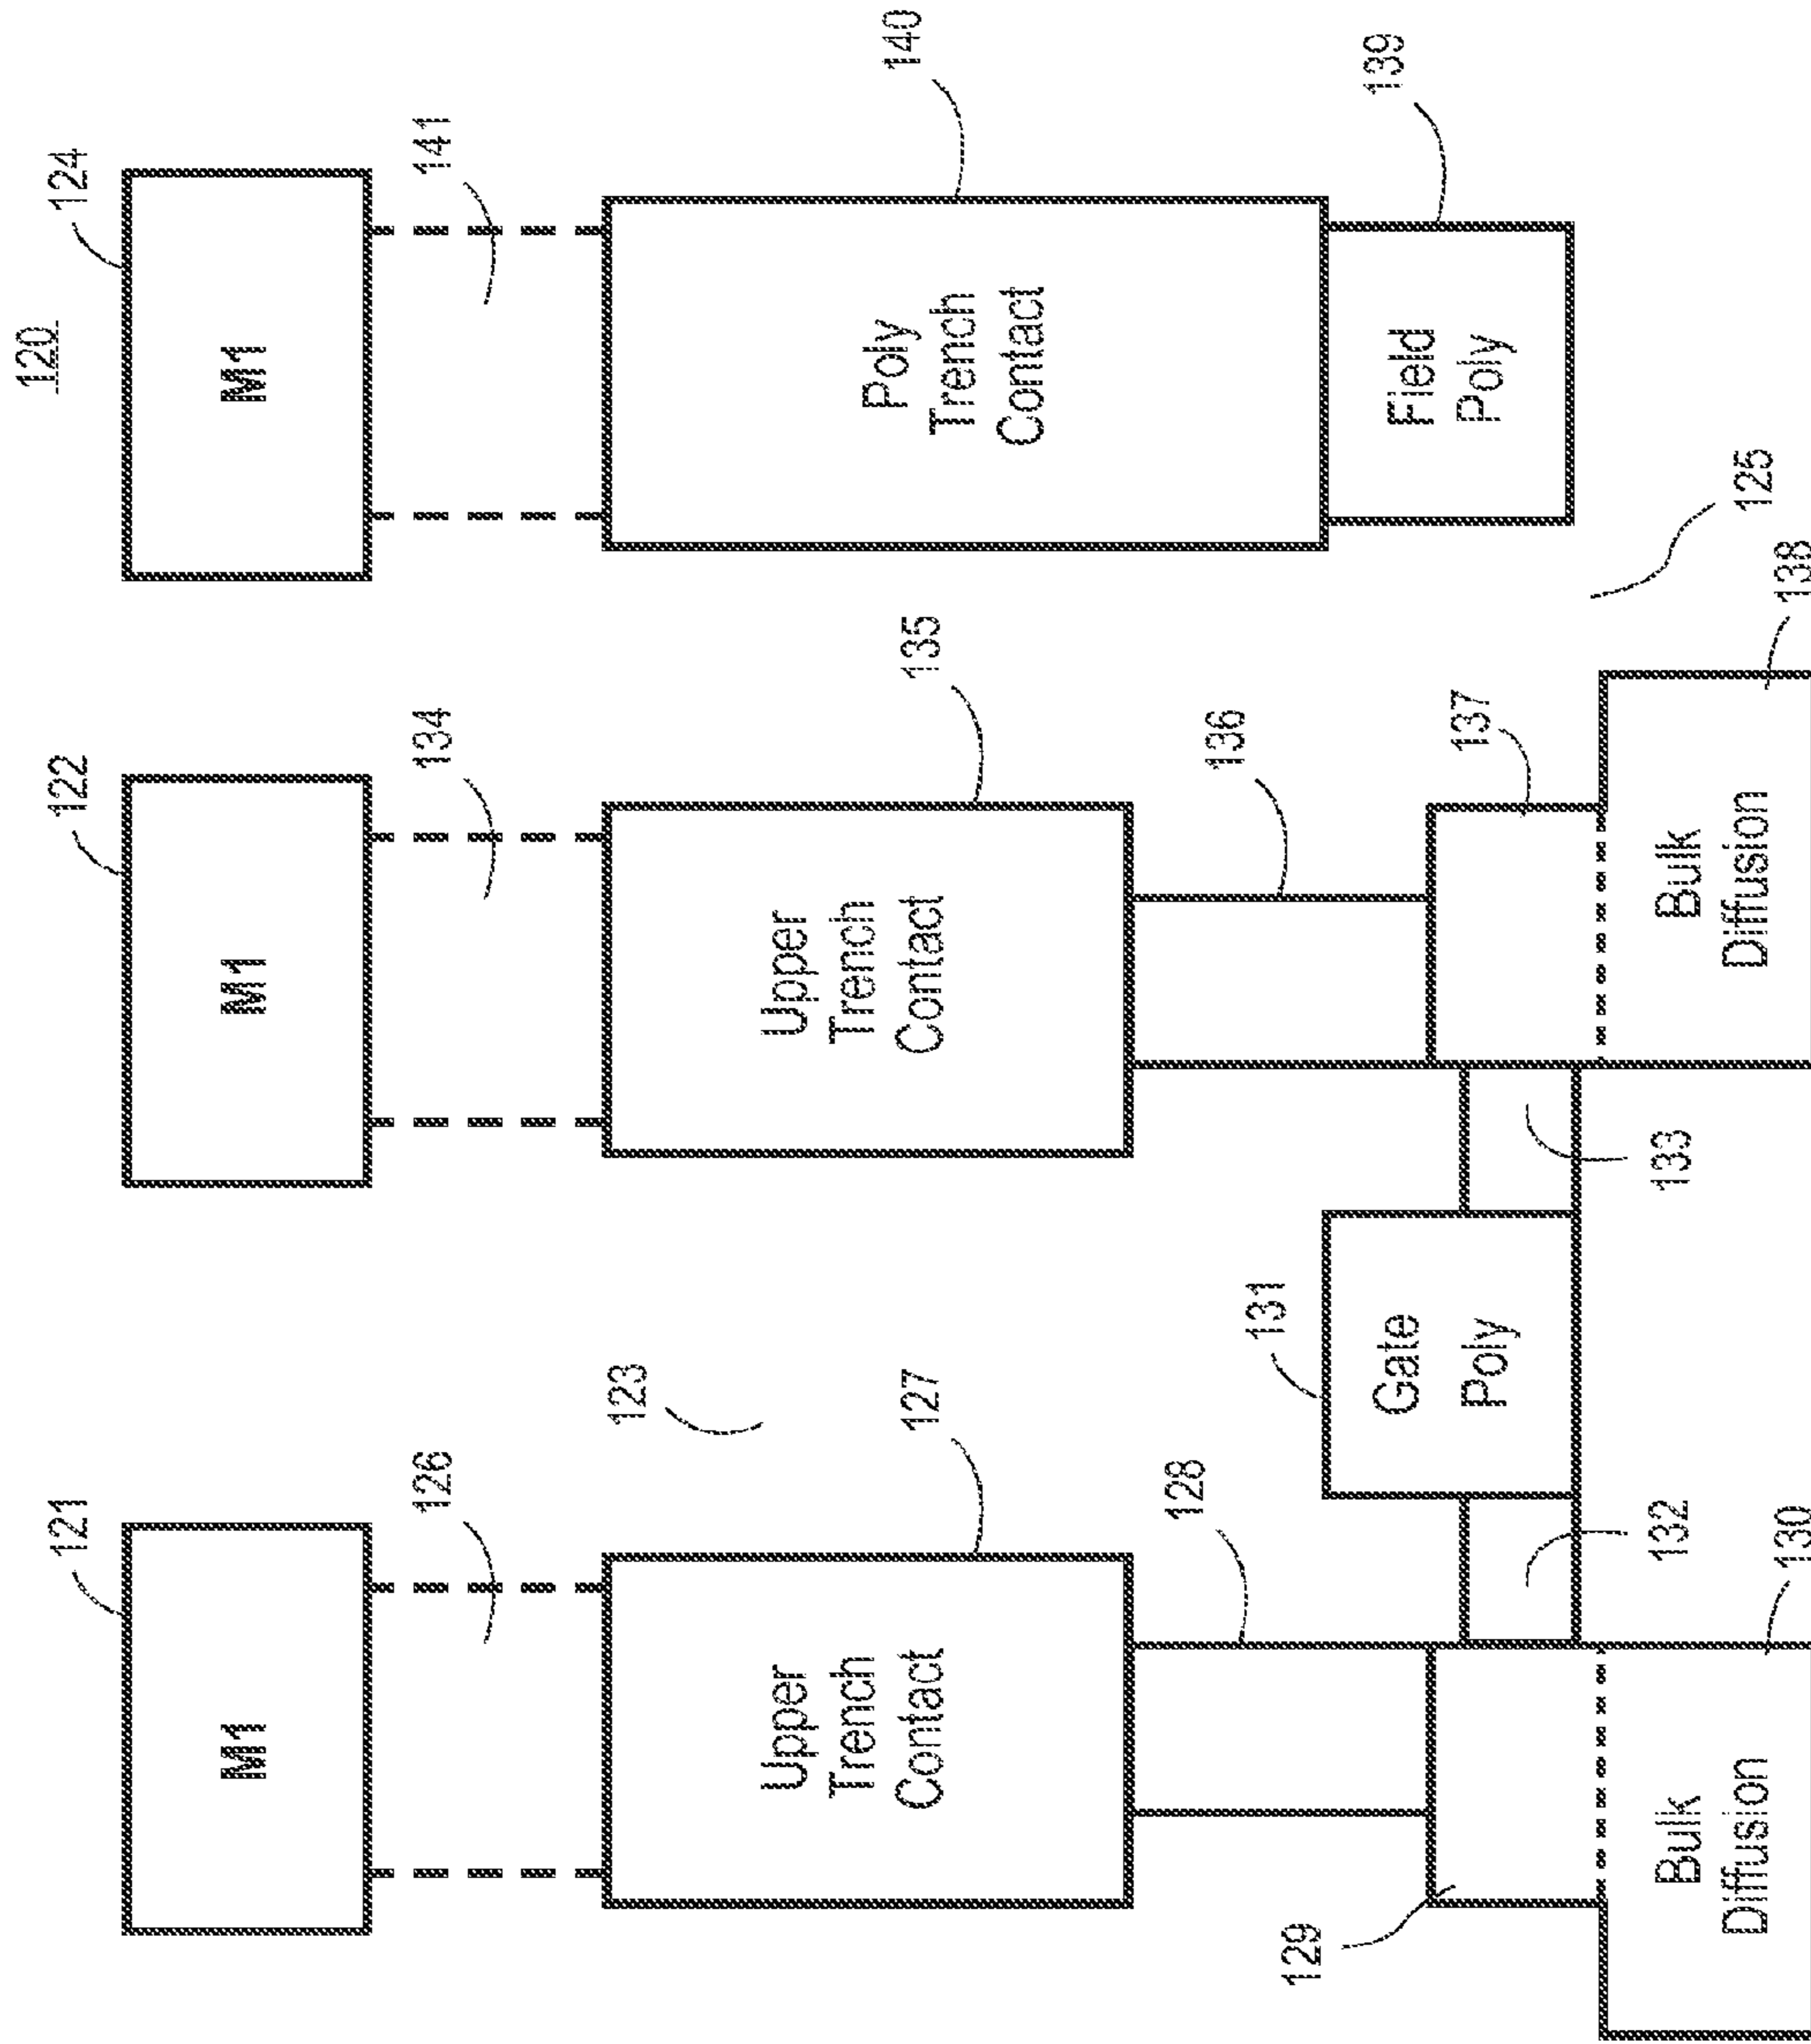 120
121
122
124
M1
M1
M1
126
134
141
123
Upper
Trench
Contact
Upper
Trench
Contact
Poly
Trench
Contact
127
135
140
128
136
131
129
139
Gate
Poly
Field
Poly
137
132
133
Bulk
Diffusion
Bulk
Diffusion
125
130
138